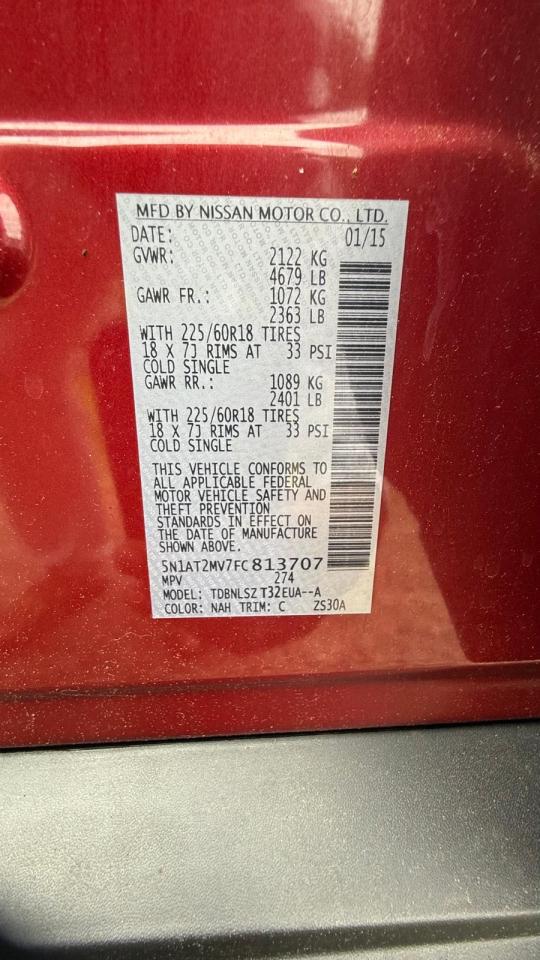 MFD BY NISSAN MOTOR CO., LTD.
DATE: 01/15
GVWR: 2122 KG
4679 LB
GAWR FR.: 1072 KG
2363 LB
WITH 225/60R18 TIRES
18 X 7J RIMS AT 33 PSI
COLD SINGLE
GAWR RR.: 1089 KG
2401 LB
WITH 225/60R18 TIRES
18 X 7J RIMS AT 33 PSI
COLD SINGLE
THIS VEHICLE CONFORMS TO
ALL APPLICABLE FEDERAL
MOTOR VEHICLE SAFETY AND
THEFT PREVENTION
STANDARDS IN EFFECT ON
THE DATE OF MANUFACTURE
SHOWN ABOVE.
5N1AT2MV7FC813707
MPV 274
MODEL: TDBNLSZ T32EUA--A
COLOR: NAH TRIM: C ZS30A